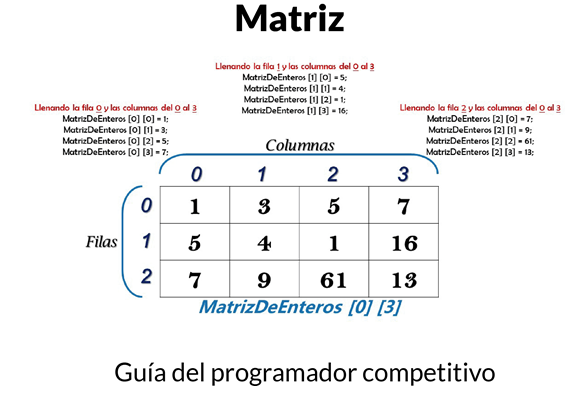 Matriz
Llenando la fila 1 y las columnas del 0 al 3
MatrizDeEnteros [1] [0] = 5;
MatrizDeEnteros [1] [1] = 4;
MatrizDeEnteros [1] [2] = 1;
MatrizDeEnteros [1] [3] = 16;
Llenando la fila 0 y las columnas del 0 al 3
MatrizDeEnteros [0] [0] = 1;
MatrizDeEnteros [0] [1] = 3;
MatrizDeEnteros [0] [2] = 5;
MatrizDeEnteros [0] [3] = 7;
Llenando la fila 2 y las columnas del 0 al 3
MatrizDeEnteros [2] [0] = 7;
MatrizDeEnteros [2] [1] = 9;
MatrizDeEnteros [2] [2] = 61;
MatrizDeEnteros [2] [3] = 13;
Columnas
0 1 2 3
0 1 3 5 7
Filas 1 5 4 1 16
2 7 9 61 13
MatrizDeEnteros [0] [3]
Guía del programador competitivo